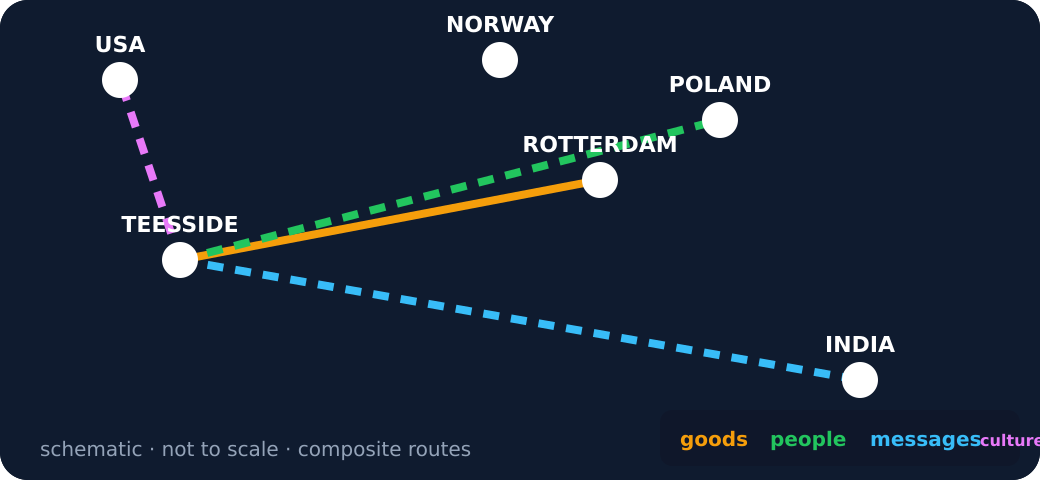 NORWAY
USA
POLAND
ROTTERDAM
TEESSIDE
INDIA
schematic · not to scale · composite routes
goods people messages culture